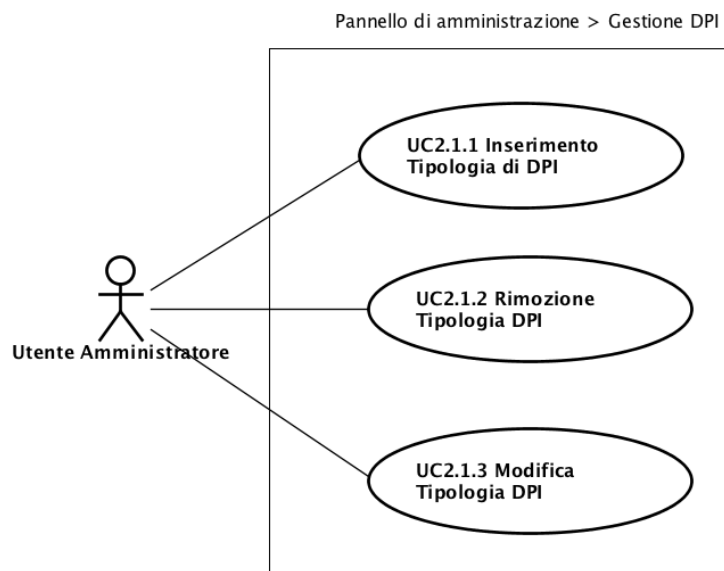 Pannello di amministrazione > Gestione DPI
UC2.1.1 Inserimento
Tipologia di DPI
UC2.1.2 Rimozione
Tipologia DPI
Utente Amministratore
UC2.1.3 Modifica
Tipologia DPI